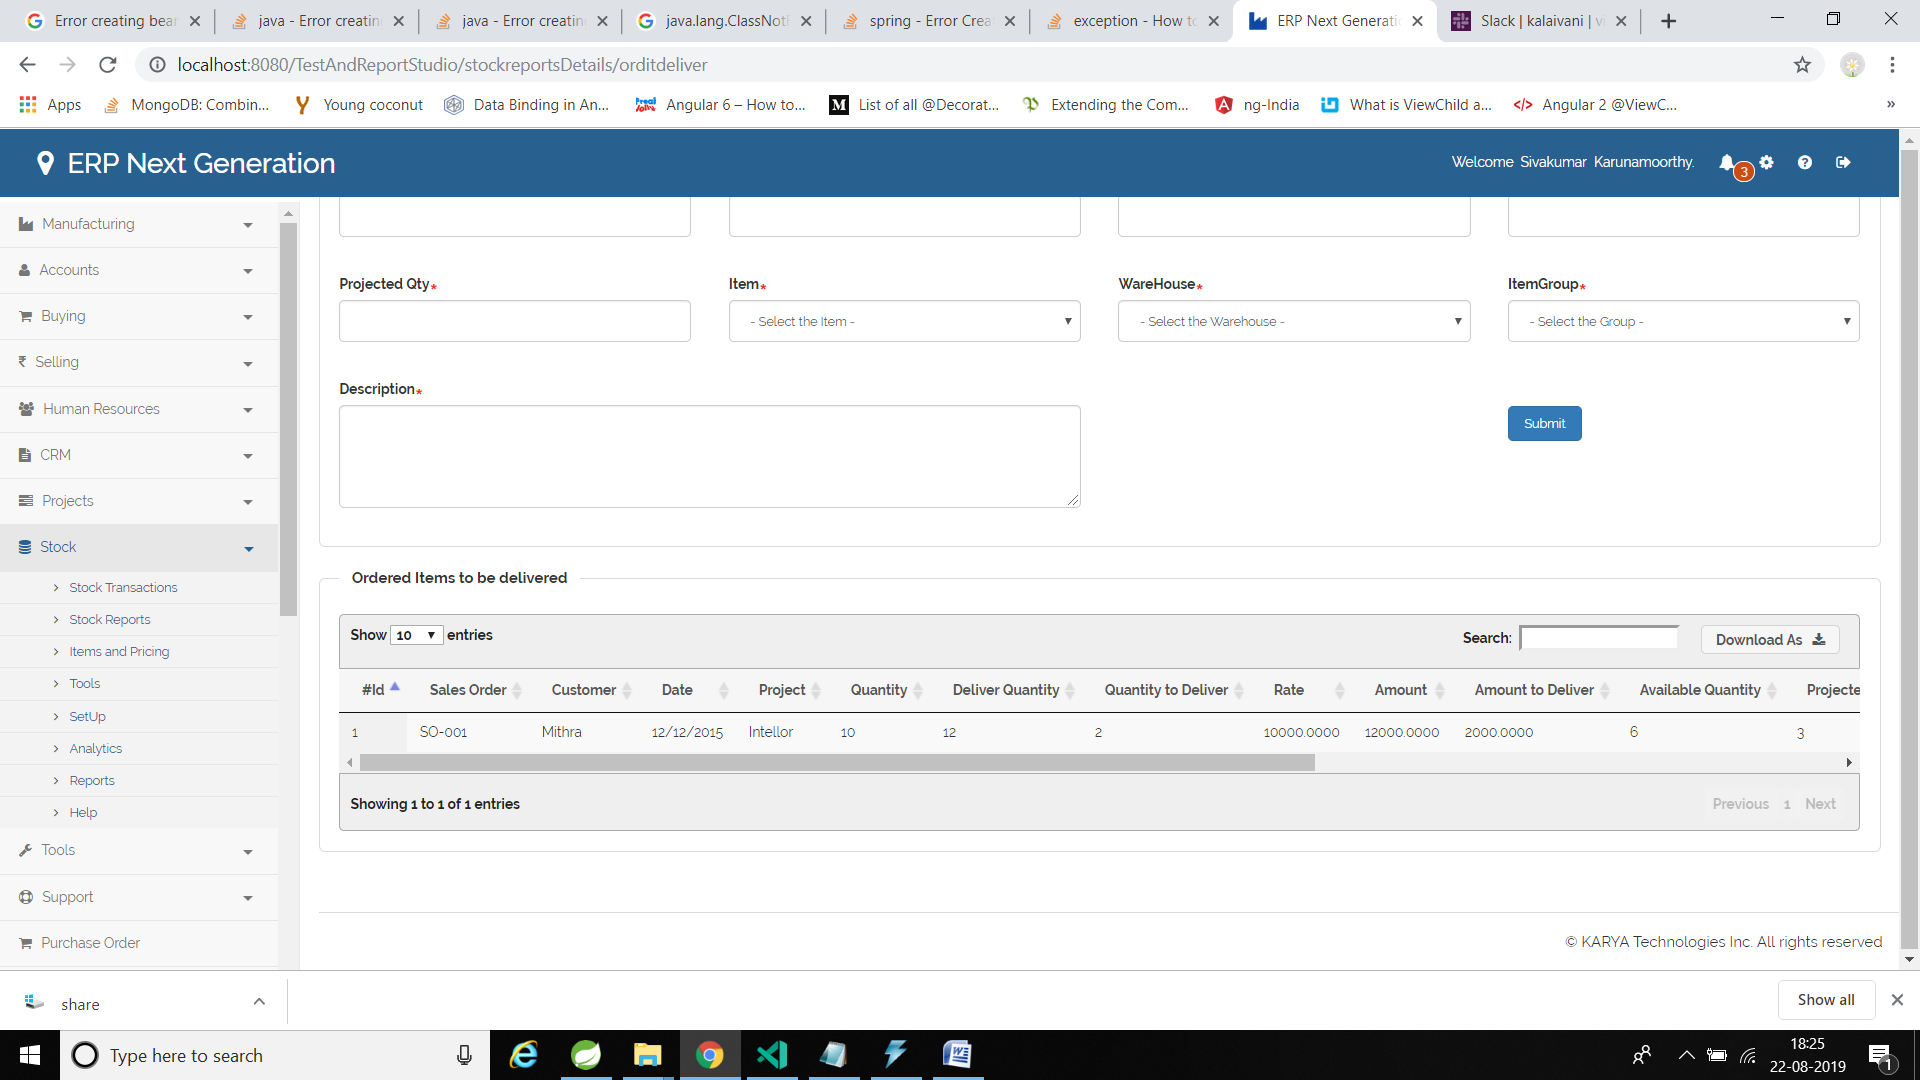 Error creating bear
java - Error creatin
java - Error creatin
java.lang.ClassNot
spring - Error Crea
exception - How to
ERP Next Generati
Slack | kalaivani | v
localhost:8080/TestAndReportStudio/stockreportsDetails/orditdeliver
Apps
MongoDB: Combin...
Young coconut
Data Binding in An...
Angular 6 – How to...
List of all @Decorat...
Extending the Com...
ng-India
What is ViewChild a...
Angular 2 @ViewC...
»
ERP Next Generation
Welcome Sivakumar Karunamoorthy.
3
Manufacturing
Accounts
Buying
Selling
Human Resources
CRM
Projects
Stock
Stock Transactions
Stock Reports
Items and Pricing
Tools
SetUp
Analytics
Reports
Help
Tools
Support
Purchase Order
Projected Qty*
Item*
WareHouse*
ItemGroup*
- Select the Item -
- Select the Warehouse -
- Select the Group -
Description*
Submit
Ordered Items to be delivered
Show 10 entries
Search:
Download As
#Id Sales Order Customer Date Project Quantity Deliver Quantity Quantity to Deliver Rate Amount Amount to Deliver Available Quantity Projecte
1 SO-001 Mithra 12/12/2015 Intellor 10 12 2 10000.0000 12000.0000 2000.0000 6 3
Showing 1 to 1 of 1 entries
Previous 1 Next
© KARYA Technologies Inc. All rights reserved
share
Show all
Type here to search
18:25
22-08-2019
1